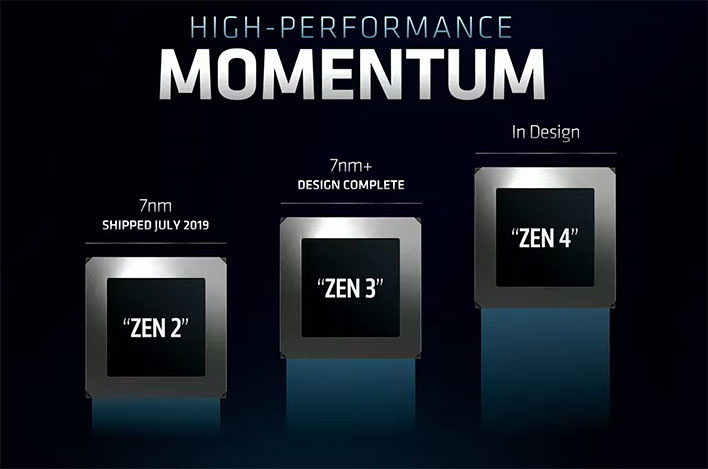 HIGH-PERFORMANCE
MOMENTUM
7nm
SHIPPED JULY 2019
"ZEN 2"
7nm+
DESIGN COMPLETE
"ZEN 3"
In Design
"ZEN 4"